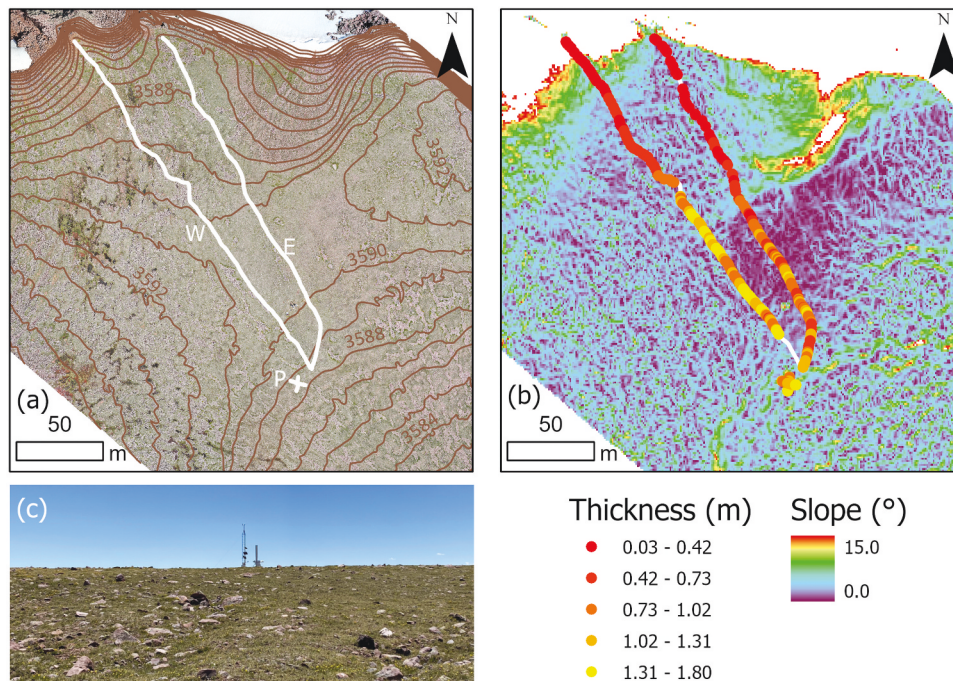 N
3588
3592
W
E
3590
3592
3588
P
3584
(a)
50
m
N
(b)
50
m
(c)
Thickness (m)
0.03 - 0.42
0.42 - 0.73
0.73 - 1.02
1.02 - 1.31
1.31 - 1.80
Slope (°)
15.0
0.0